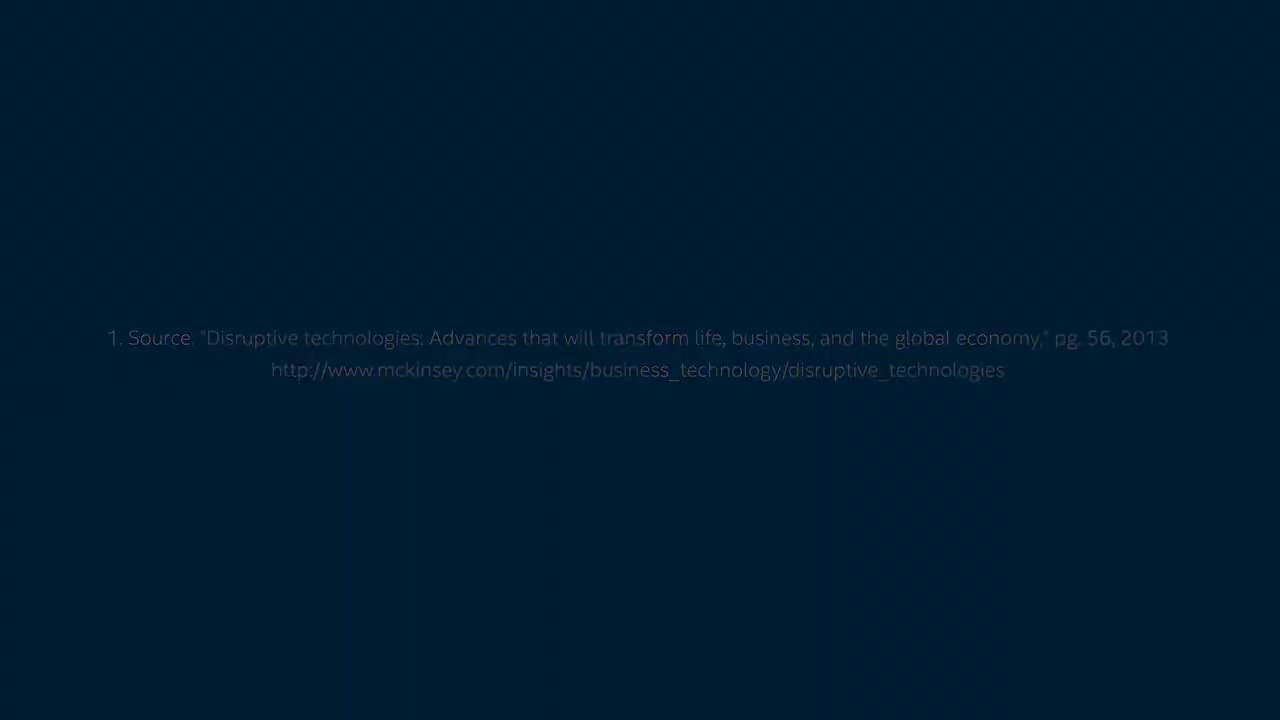 1. Source: "Disruptive technologies: Advances that will transform life, business, and the global economy," pg. 56, 2013
http://www.mckinsey.com/insights/business_technology/disruptive_technologies